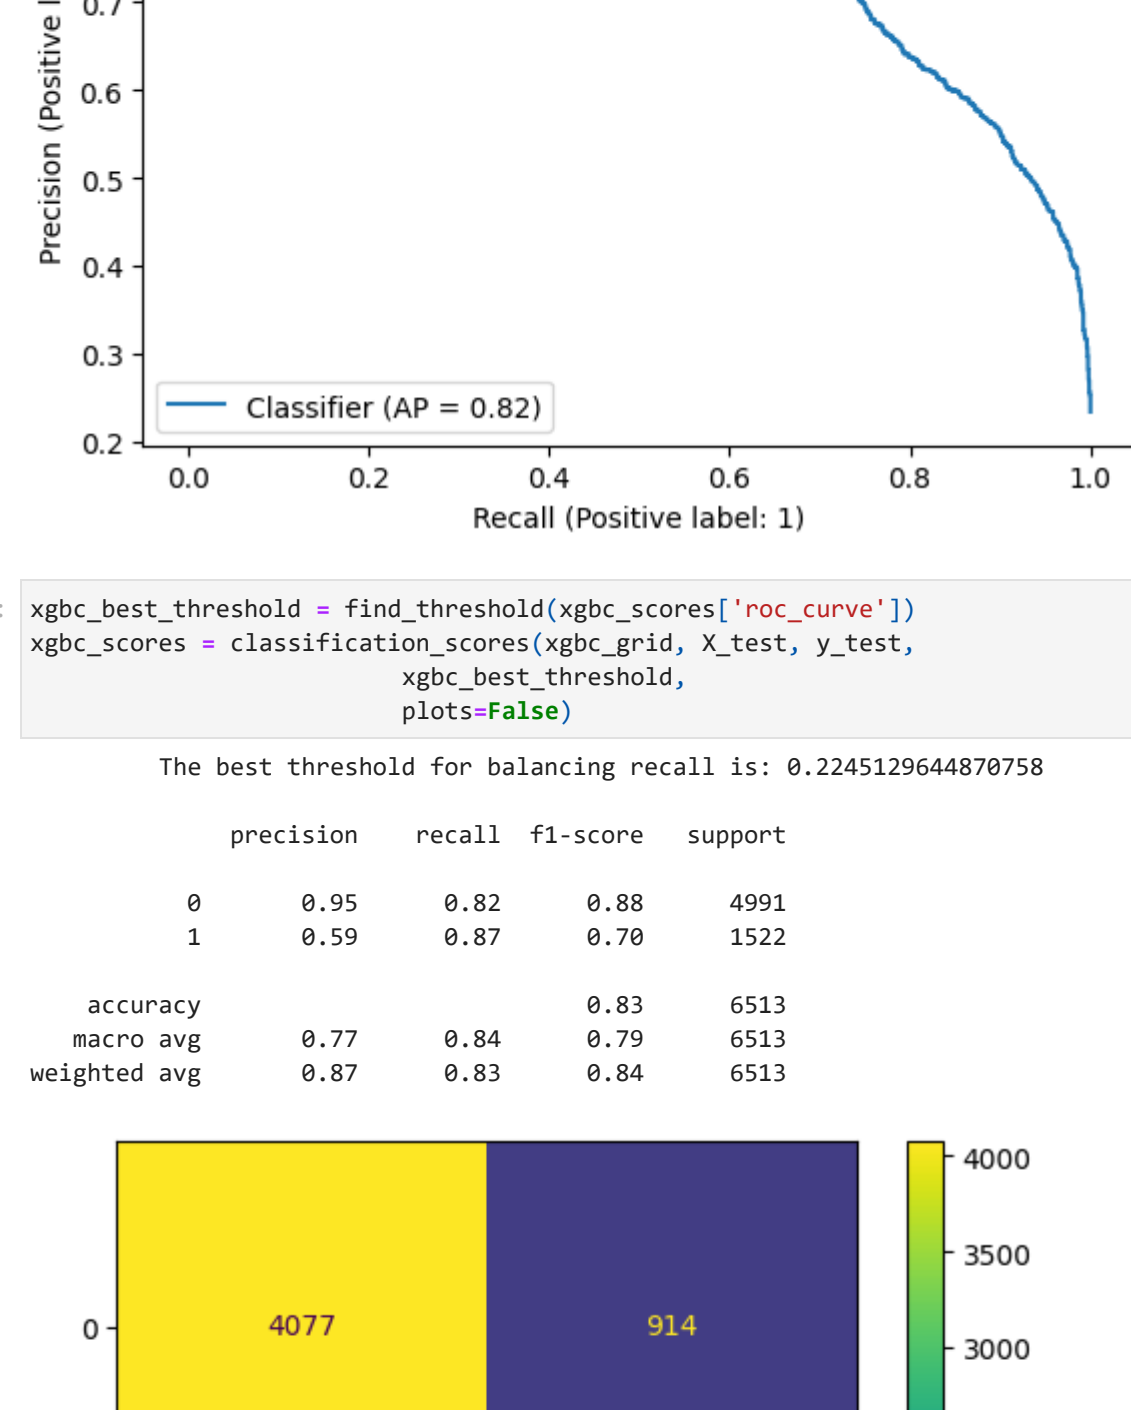 0.7
0.6
0.5
0.4
0.3
0.2
Precision (Positive l
Classifier (AP = 0.82)
0.0 0.2 0.4 0.6 0.8 1.0
Recall (Positive label: 1)
:
xgbc_best_threshold = find_threshold(xgbc_scores['roc_curve'])
xgbc_scores = classification_scores(xgbc_grid, X_test, y_test,
xgbc_best_threshold,
plots=False)
The best threshold for balancing recall is: 0.2245129644870758
precision recall f1-score support
0 0.95 0.82 0.88 4991
1 0.59 0.87 0.70 1522
accuracy 0.83 6513
macro avg 0.77 0.84 0.79 6513
weighted avg 0.87 0.83 0.84 6513
4000
3500
0 4077 914
3000